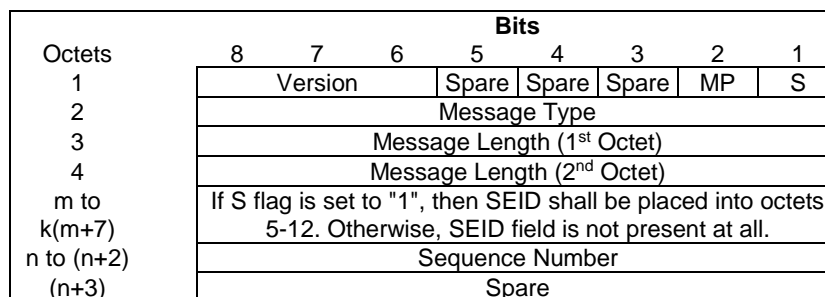 Bits
Octets 8 7 6 5 4 3 2 1
1 Version Spare Spare Spare MP S
2 Message Type
3 Message Length (1st Octet)
4 Message Length (2nd Octet)
m to If S flag is set to "1", then SEID shall be placed into octets
k(m+7) 5-12. Otherwise, SEID field is not present at all.
n to (n+2) Sequence Number
(n+3) Spare